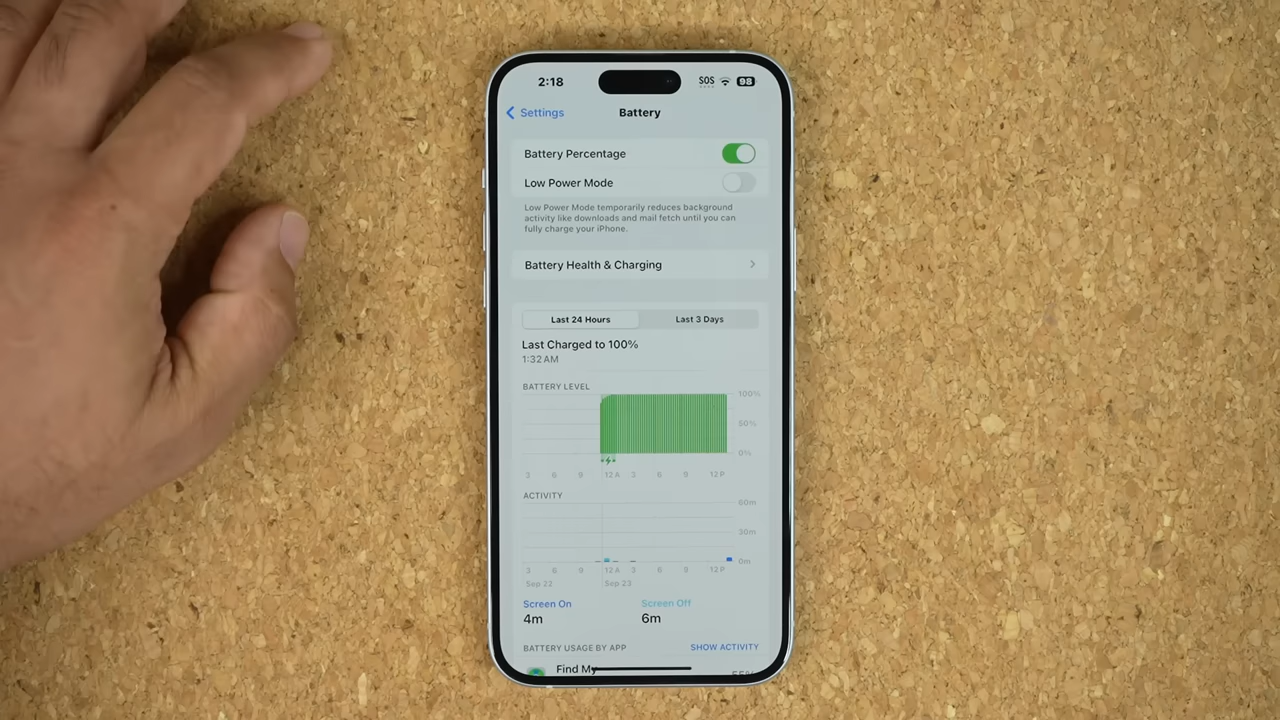 2:18
SOS
98
Settings
Battery
Battery Percentage
Low Power Mode
Low Power Mode temporarily reduces background
activity like downloads and mail fetch until you can
fully charge your iPhone.
Battery Health & Charging
Last 24 Hours
Last 3 Days
Last Charged to 100%
1:32 AM
BATTERY LEVEL
100%
50%
0%
3 6 9 12 A 3 6 9 12 P
ACTIVITY
60m
30m
0m
3 6 9 12 A 3 6 9 12 P
Sep 22 Sep 23
Screen On Screen Off
4m 6m
BATTERY USAGE BY APP SHOW ACTIVITY
Find My